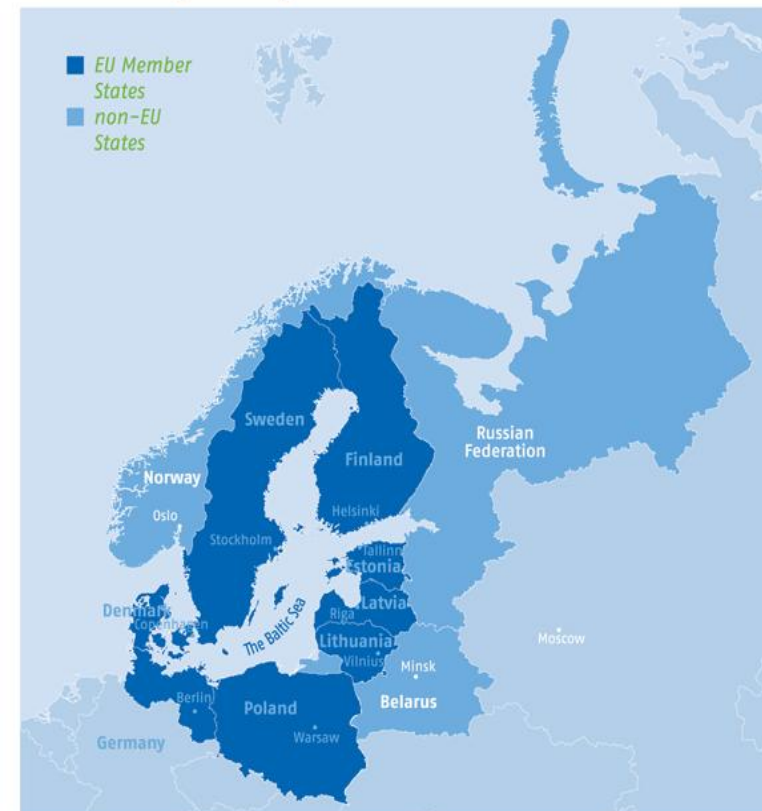 EU Member
States
non-EU
States
Sweden
Finland
Russian
Federation
Norway
Oslo
Helsinki
Stockholm
Tallinn
Estonia
Denmark
Copenhagen
Latvia
Riga
The Baltic Sea
Lithuania
Vilnius
Moscow
Minsk
Berlin
Poland
Belarus
Germany
Warsaw